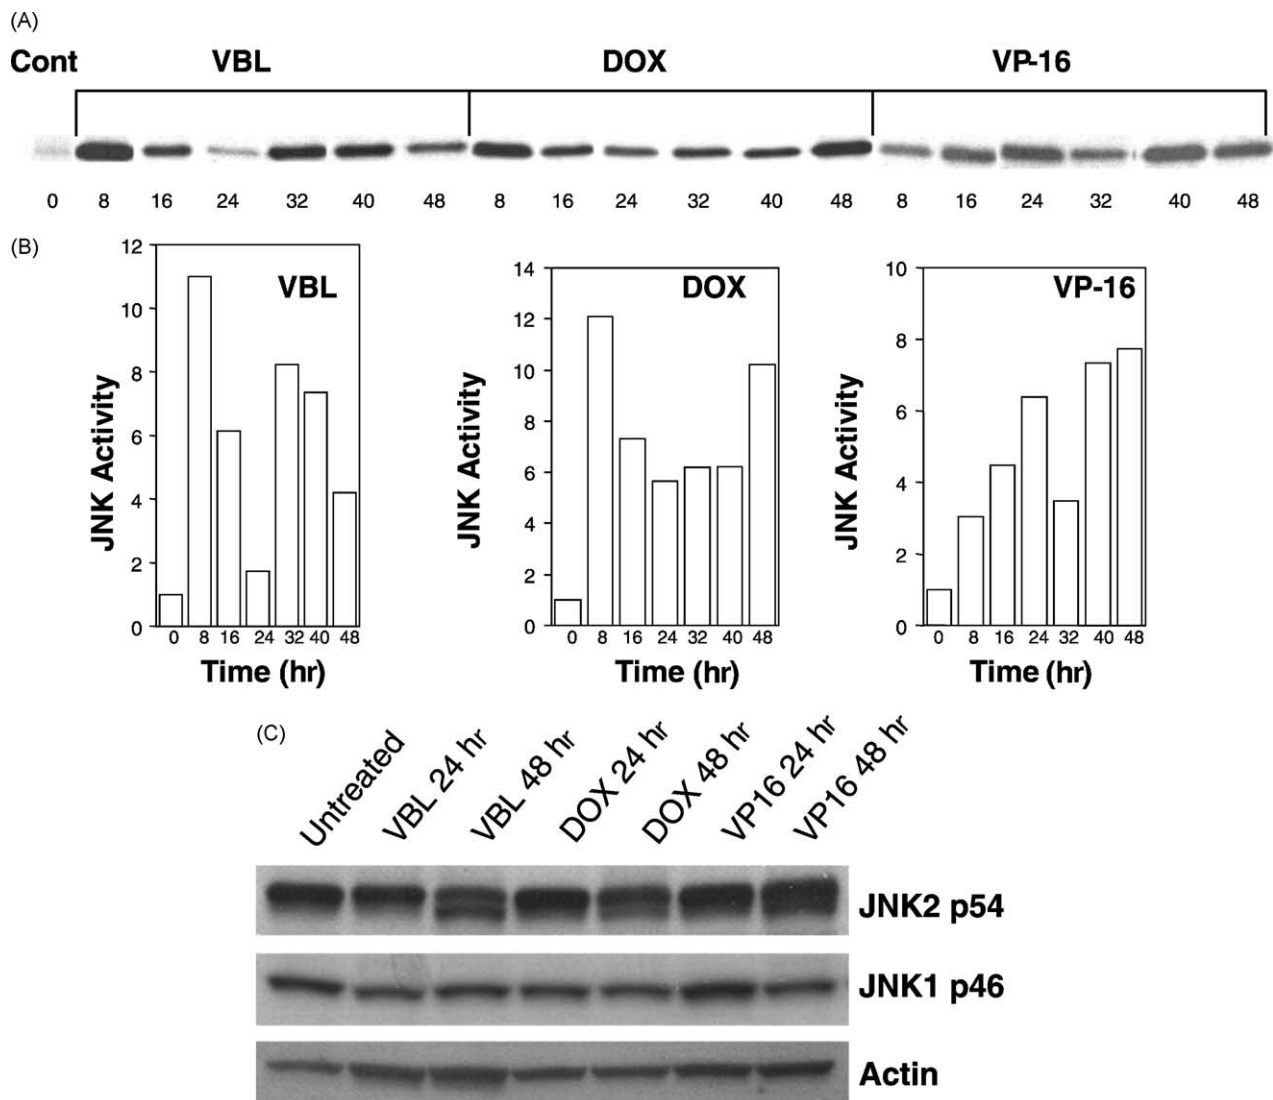 (A)
Cont VBL DOX VP-16
0 8 16 24 32 40 48 8 16 24 32 40 48 8 16 24 32 40 48
(B)
12
10
8
6
4
2
0
JNK Activity
VBL
0 8 16 24 32 40 48
Time (hr)
14
12
10
8
6
4
2
0
JNK Activity
DOX
0 8 16 24 32 40 48
Time (hr)
10
8
6
4
2
0
JNK Activity
VP-16
0 8 16 24 32 40 48
Time (hr)
(C)
Untreated
VBL 24 hr
VBL 48 hr
DOX 24 hr
DOX 48 hr
VP16 24 hr
VP16 48 hr
JNK2 p54
JNK1 p46
Actin